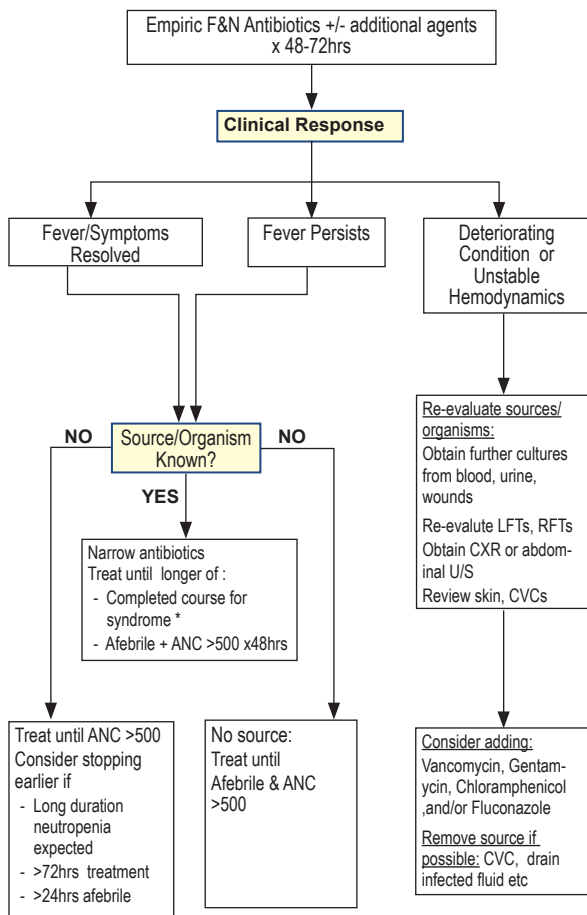 Empiric F&N Antibiotics +/- additional agents
x 48-72hrs
Clinical Response
Fever/Symptoms
Resolved
Fever Persists
Deteriorating
Condition or
Unstable
Hemodynamics
NO
Source/Organism
Known?
NO
YES
Re-evaluate sources/
organisms:
Obtain further cultures
from blood, urine,
wounds
Re-evalute LFTs, RFTs
Obtain CXR or abdom-
inal U/S
Review skin, CVCs
Narrow antibiotics
Treat until longer of :
- Completed course for
syndrome *
- Afebrile + ANC >500 x48hrs
Treat until ANC >500
Consider stopping
earlier if
- Long duration
neutropenia
expected
- >72hrs treatment
- >24hrs afebrile
No source:
Treat until
Afebrile & ANC
>500
Consider adding:
Vancomycin, Gentam-
ycin, Chloramphenicol
,and/or Fluconazole
Remove source if
possible: CVC, drain
infected fluid etc